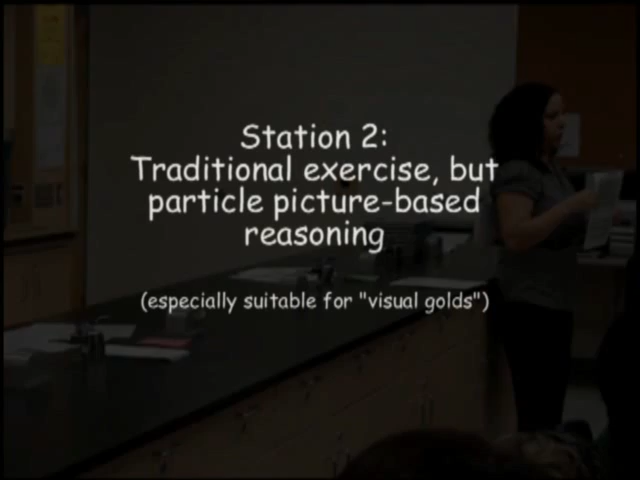 Station 2:
Traditional exercise, but
particle picture-based
reasoning
(especially suitable for "visual golds")